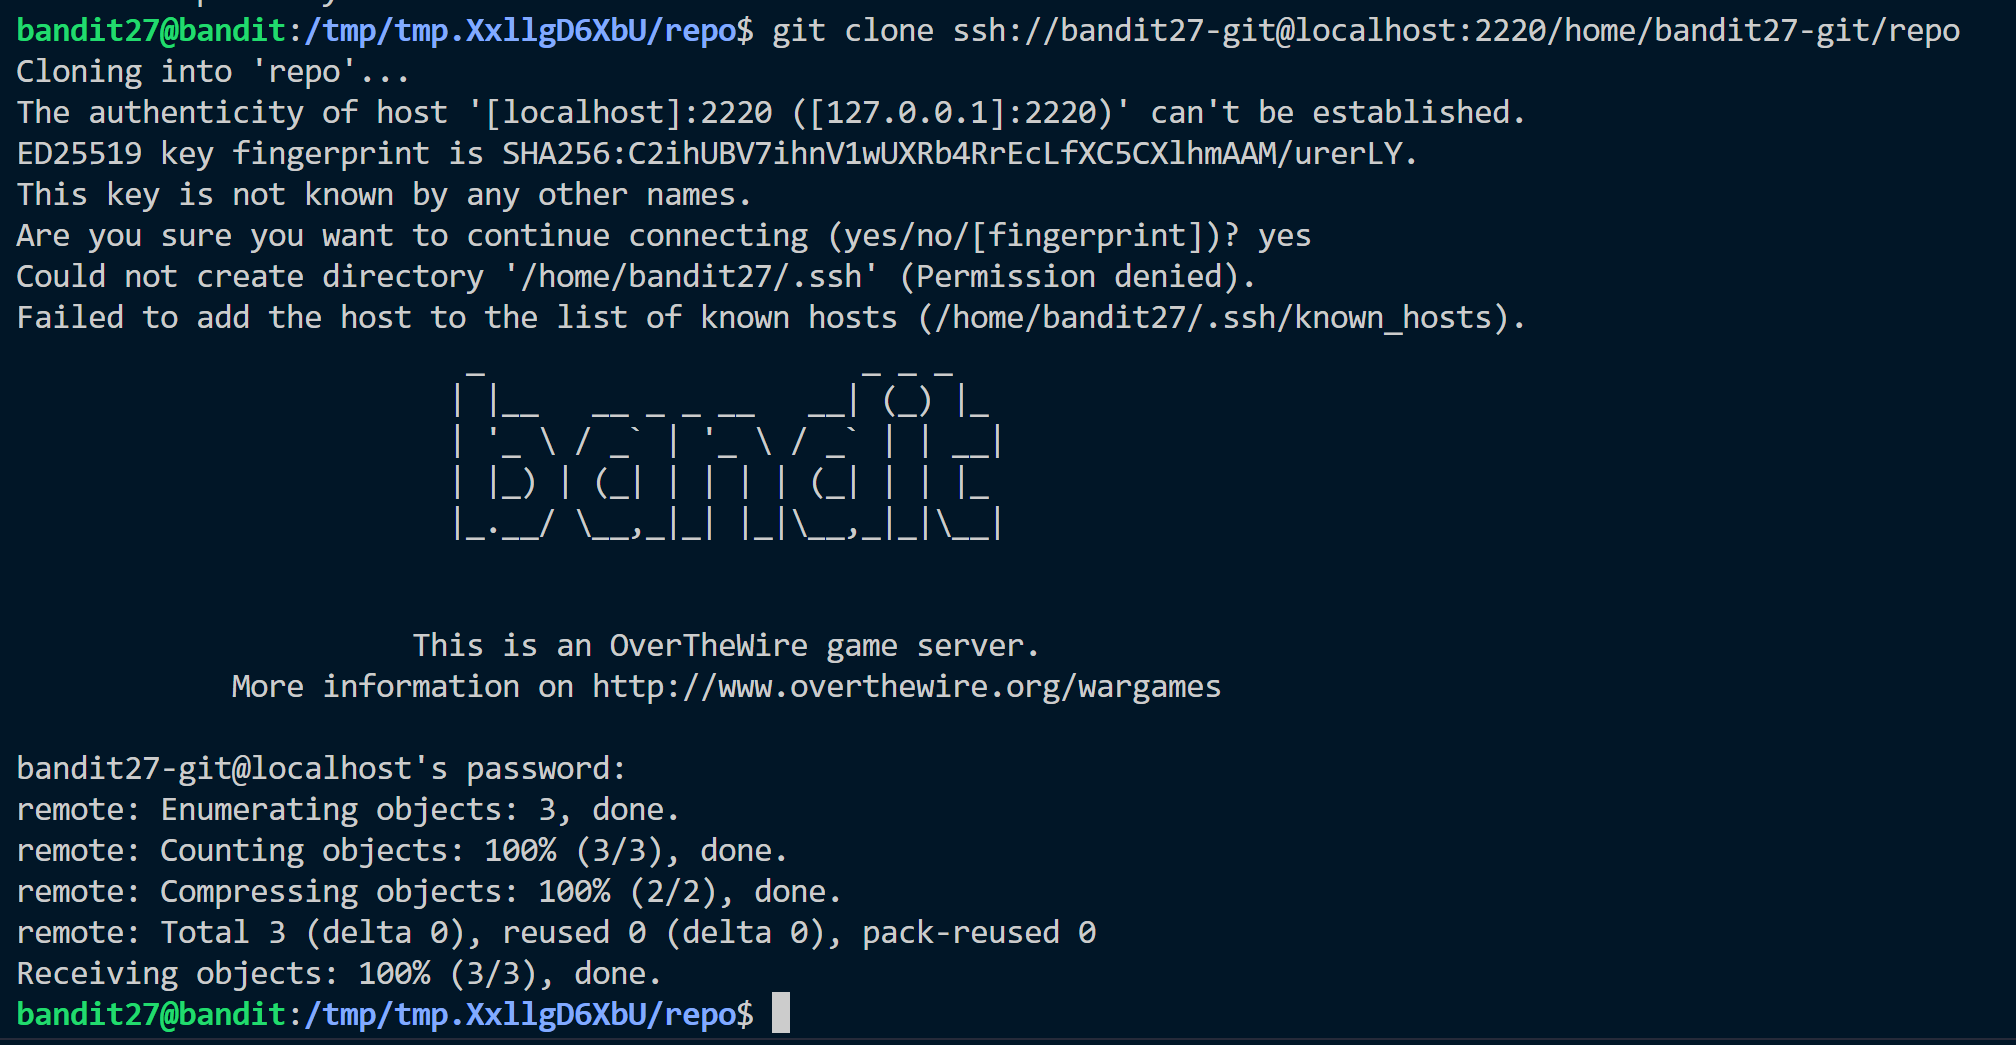 bandit27@bandit:/tmp/tmp.XxllgD6XbU/repo$ git clone ssh://bandit27-git@localhost:2220/home/bandit27-git/repo
Cloning into 'repo'...
The authenticity of host '[localhost]:2220 ([127.0.0.1]:2220)' can't be established.
ED25519 key fingerprint is SHA256:C2ihUBV7ihnV1wUXRb4RrEcLfXC5CXlhmAAM/urerLY.
This key is not known by any other names.
Are you sure you want to continue connecting (yes/no/[fingerprint])? yes
Could not create directory '/home/bandit27/.ssh' (Permission denied).
Failed to add the host to the list of known hosts (/home/bandit27/.ssh/known_hosts).
bandit
This is an OverTheWire game server.
More information on http://www.overthewire.org/wargames
bandit27-git@localhost's password:
remote: Enumerating objects: 3, done.
remote: Counting objects: 100% (3/3), done.
remote: Compressing objects: 100% (2/2), done.
remote: Total 3 (delta 0), reused 0 (delta 0), pack-reused 0
Receiving objects: 100% (3/3), done.
bandit27@bandit:/tmp/tmp.XxllgD6XbU/repo$